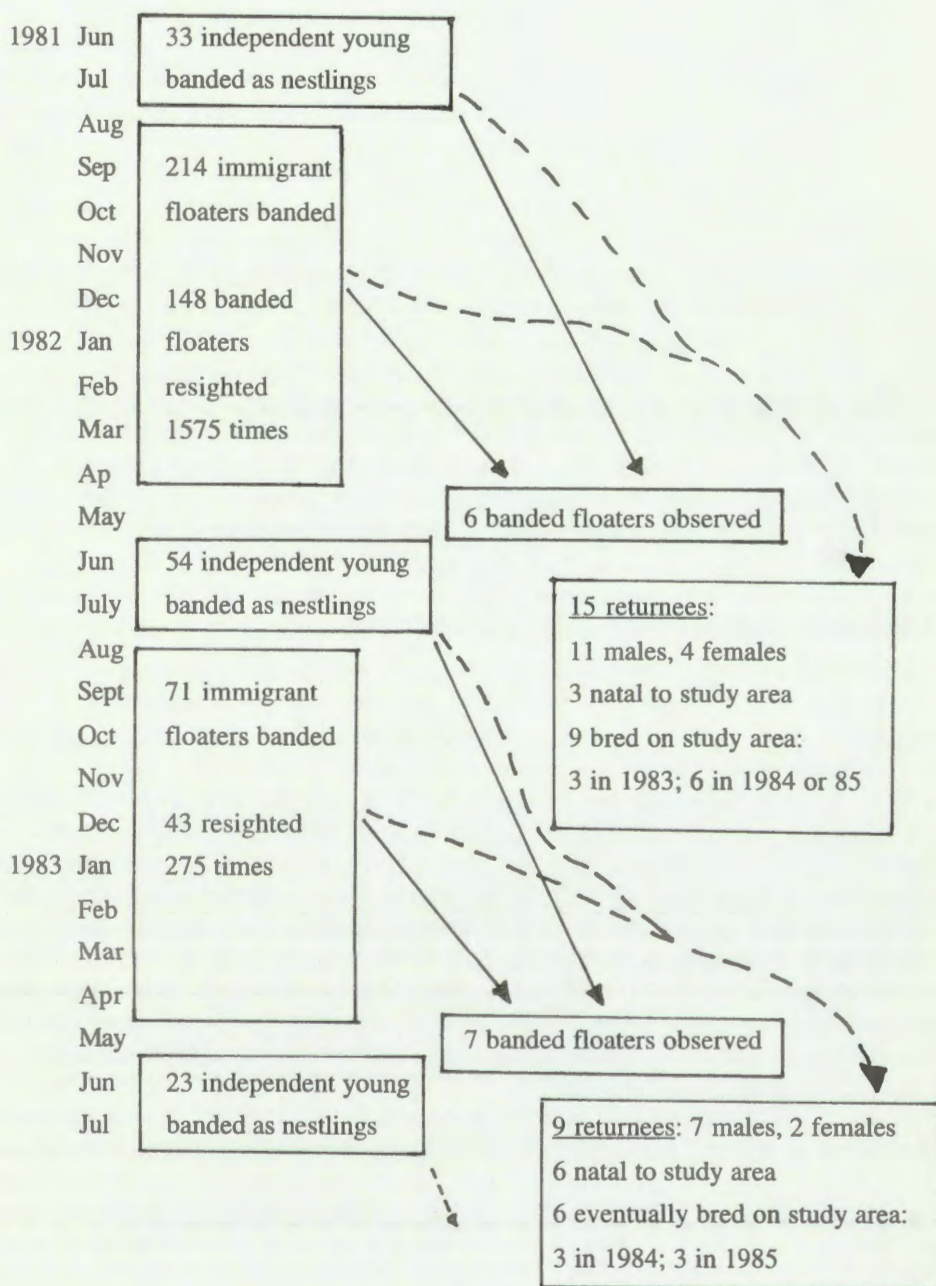 1981 Jun 33 independent young
Jul banded as nestlings
Aug
Sep 214 immigrant
Oct floaters banded
Nov
Dec 148 banded
1982 Jan floaters
Feb resighted
Mar 1575 times
Ap
May 6 banded floaters observed
Jun 54 independent young
July banded as nestlings
15 returnees:
11 males, 4 females
3 natal to study area
9 bred on study area:
3 in 1983; 6 in 1984 or 85
Aug
Sept 71 immigrant
Oct floaters banded
Nov
Dec 43 resighted
1983 Jan 275 times
Feb
Mar
Apr
May 7 banded floaters observed
Jun 23 independent young
Jul banded as nestlings
9 returnees: 7 males, 2 females
6 natal to study area
6 eventually bred on study area:
3 in 1984; 3 in 1985